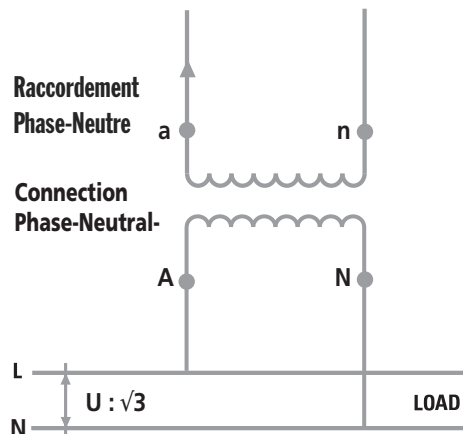 Raccordement
Phase-Neutre
a
n
Connection
Phase-Neutral-
A
N
L
U : √3
LOAD
N